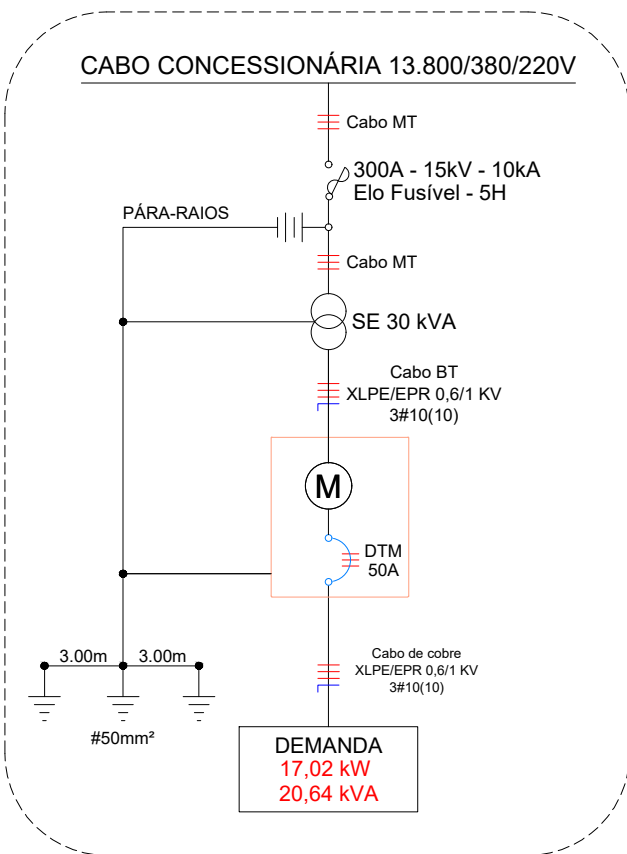 CABO CONCESSIONÁRIA 13.800/380/220V
Cabo MT
300A - 15kV - 10kA
Elo Fusível - 5H
PÁRA-RAIOS
Cabo MT
SE 30 kVA
Cabo BT
XLPE/EPR 0,6/1 KV
3#10(10)
M
DTM
50A
3.00m
3.00m
#50mm²
Cabo de cobre
XLPE/EPR 0,6/1 KV
3#10(10)
DEMANDA
17,02 kW
20,64 kVA